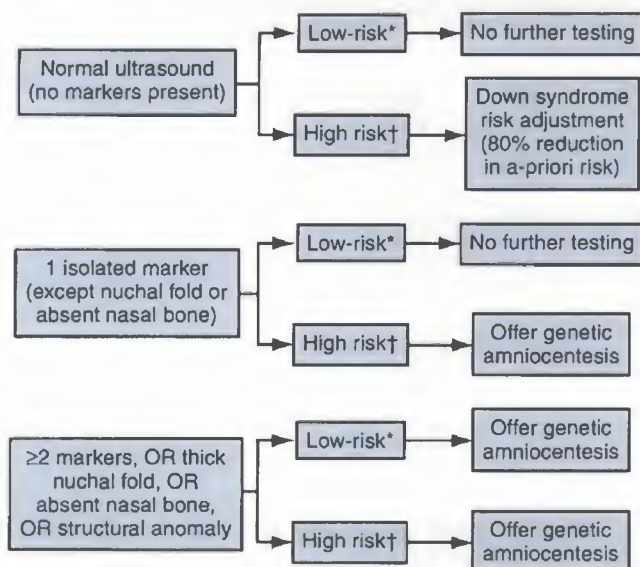 Normal ultrasound
(no markers present)
Low-risk*
No further testing
High risk†
Down syndrome
risk adjustment
(80% reduction
in a-priori risk)
1 isolated marker
(except nuchal fold or
absent nasal bone)
Low-risk*
No further testing
High risk†
Offer genetic
amniocentesis
≥2 markers, OR thick
nuchal fold, OR
absent nasal bone,
OR structural anomaly
Low-risk*
Offer genetic
amniocentesis
High risk†
Offer genetic
amniocentesis